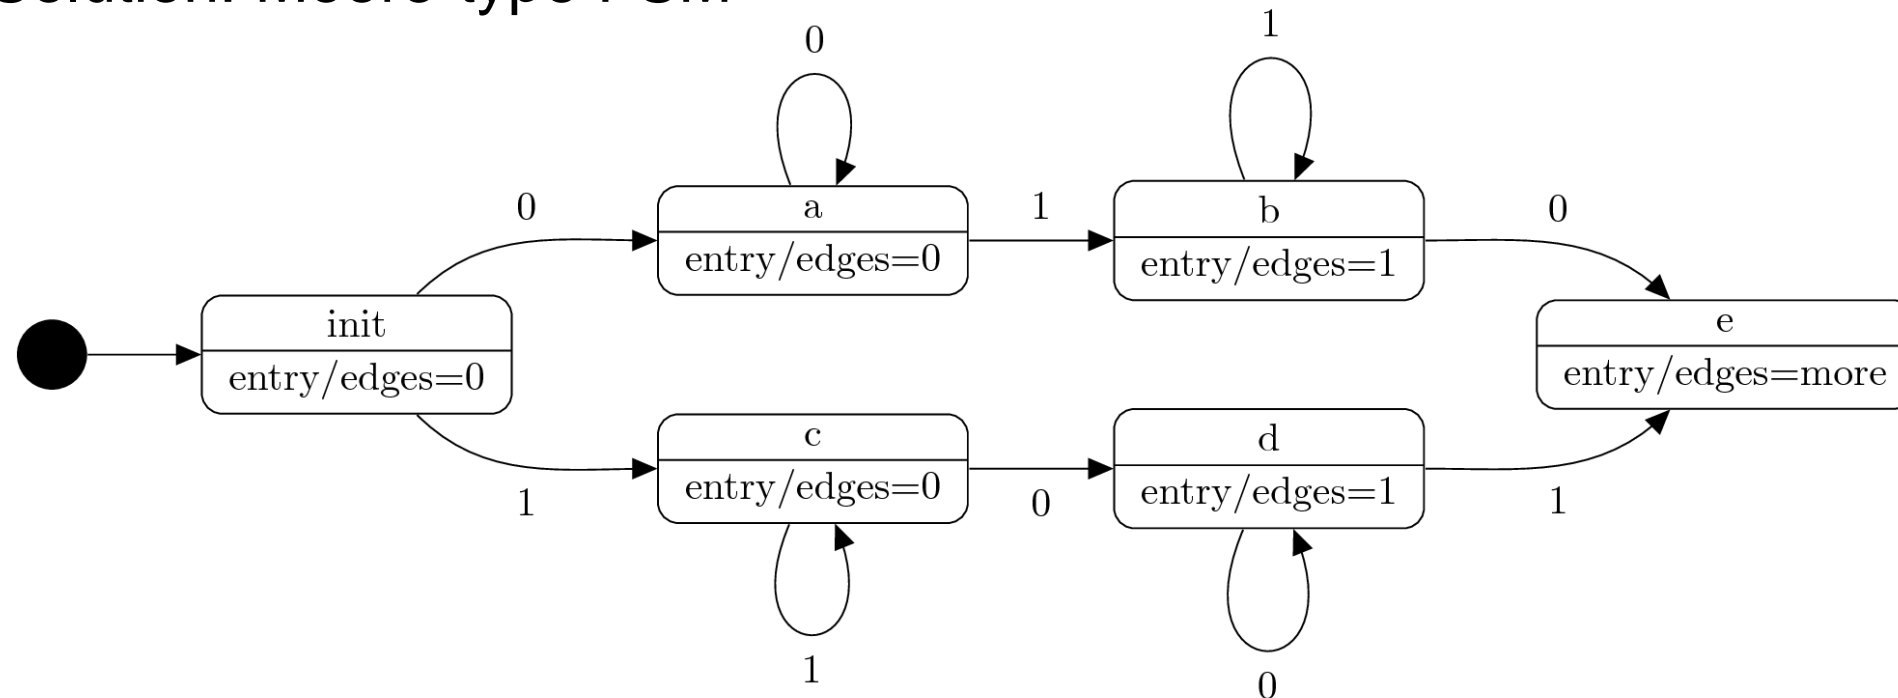 0
1
0
a
entry/edges=0
1
b
entry/edges=1
0
init
entry/edges=0
e
entry/edges=more
1
c
entry/edges=0
0
d
entry/edges=1
1
1
0